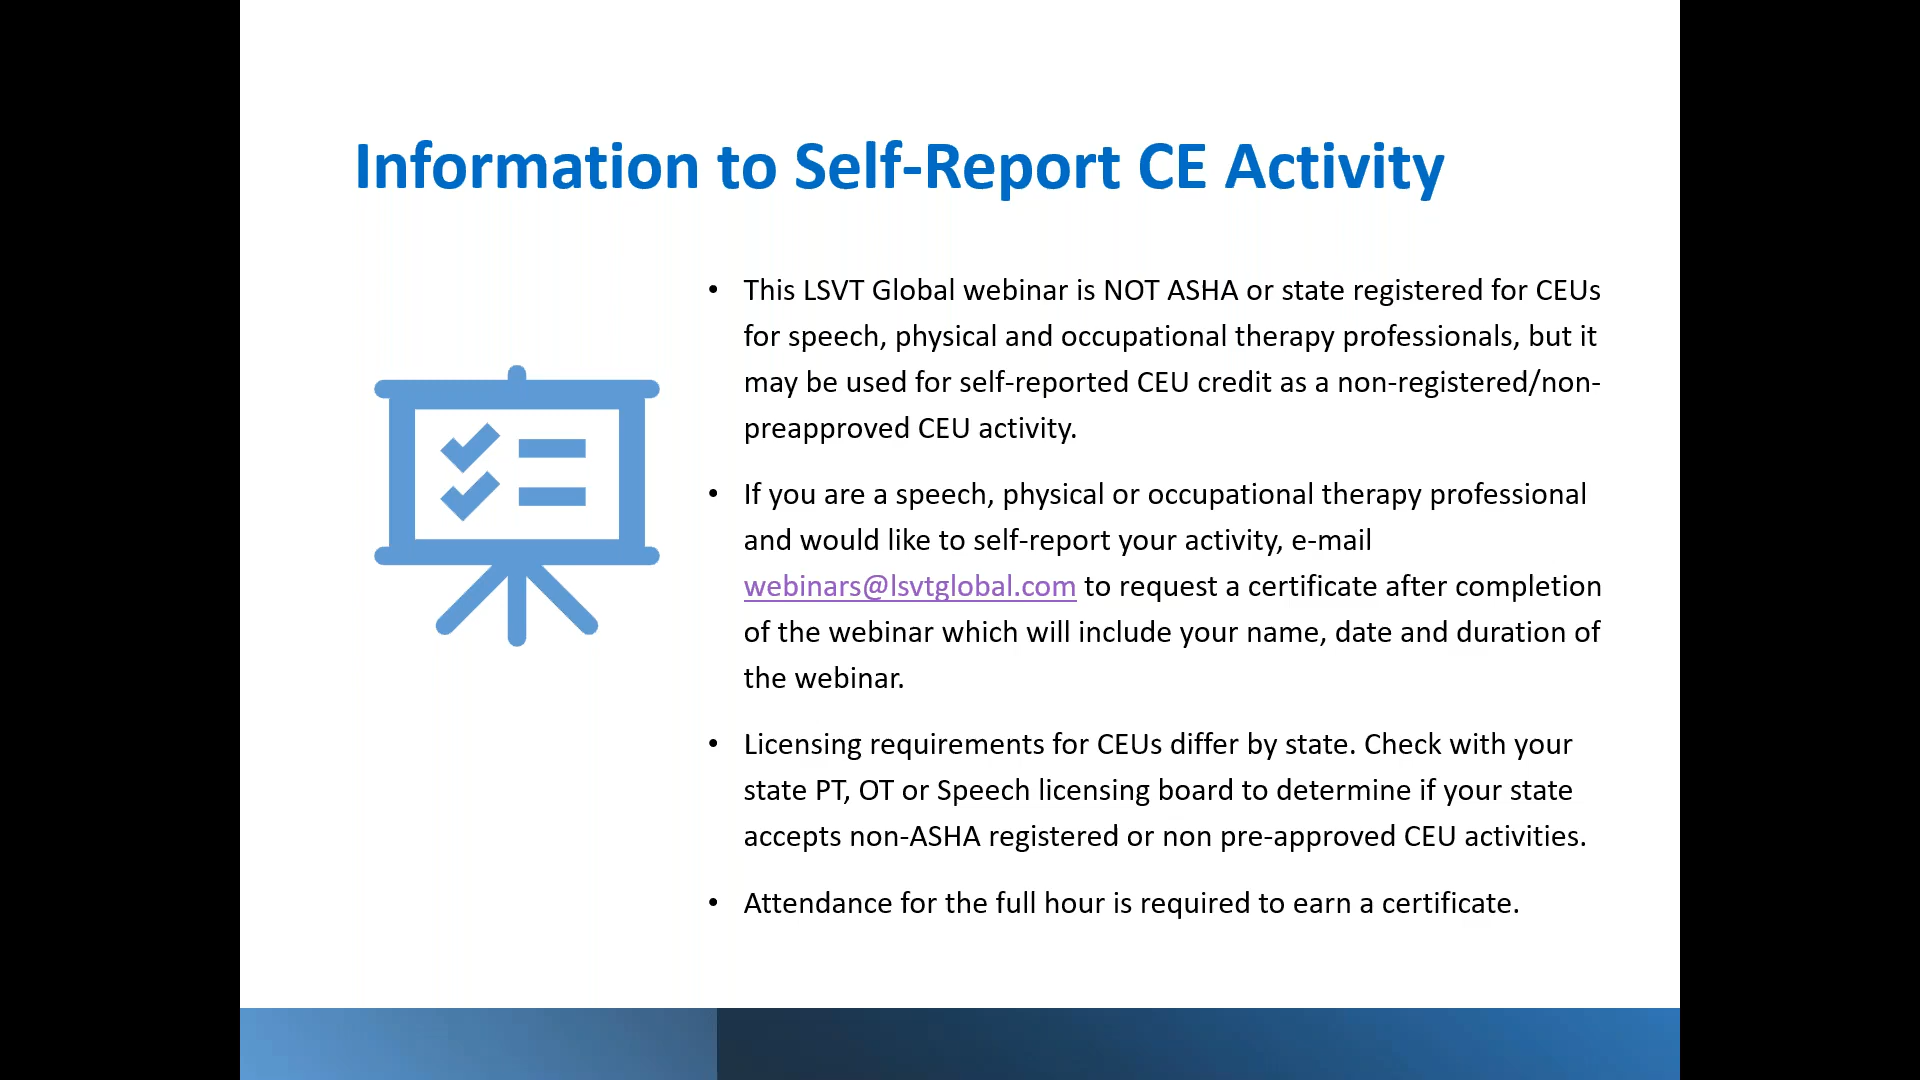 Information to Self-Report CE Activity
• This LSVT Global webinar is NOT ASHA or state registered for CEUs
for speech, physical and occupational therapy professionals, but it
may be used for self-reported CEU credit as a non-registered/non-
preapproved CEU activity.
• If you are a speech, physical or occupational therapy professional
and would like to self-report your activity, e-mail
webinars@lsvtglobal.com to request a certificate after completion
of the webinar which will include your name, date and duration of
the webinar.
• Licensing requirements for CEUs differ by state. Check with your
state PT, OT or Speech licensing board to determine if your state
accepts non-ASHA registered or non pre-approved CEU activities.
• Attendance for the full hour is required to earn a certificate.